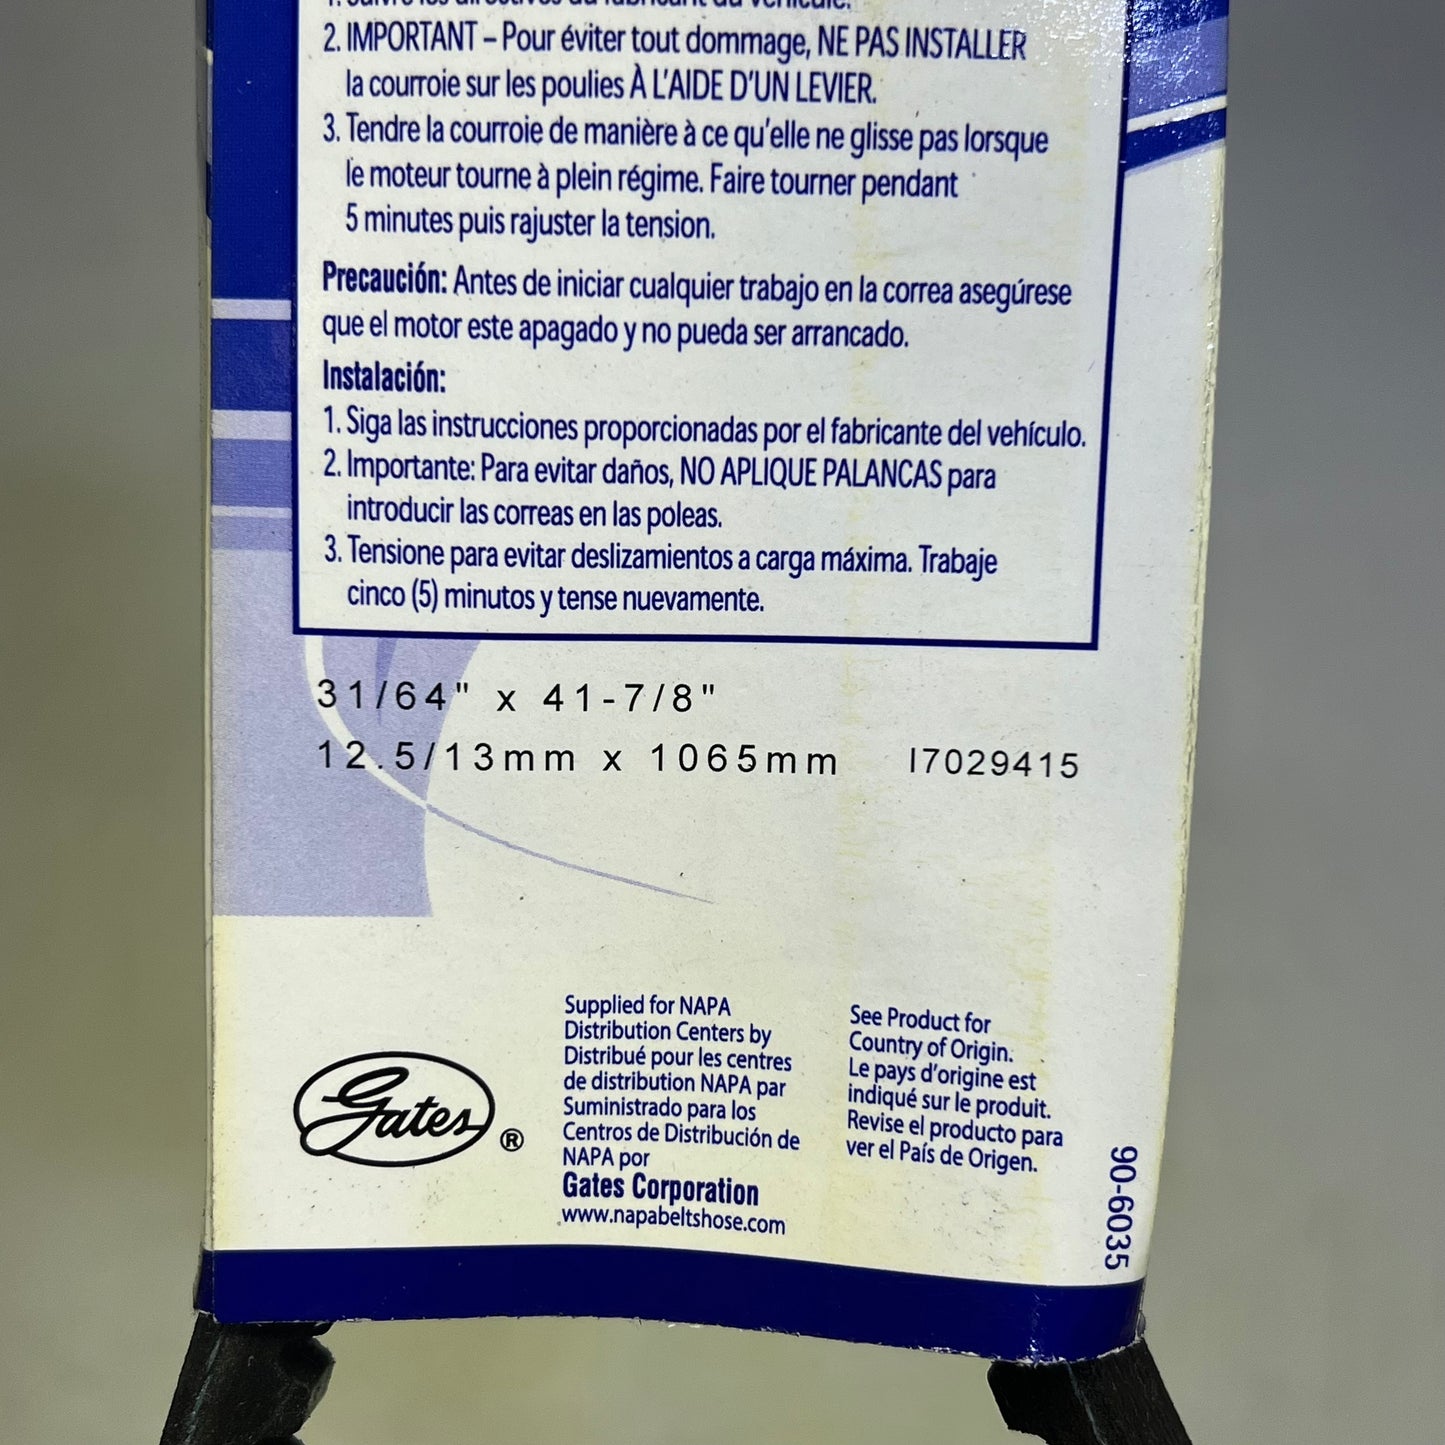 1. Suivre les directives du fabricant du véhicule.
2. IMPORTANT – Pour éviter tout dommage, NE PAS INSTALLER
la courroie sur les poulies À L'AIDE D'UN LEVIER.
3. Tendre la courroie de manière à ce qu'elle ne glisse pas lorsque
le moteur tourne à plein régime. Faire tourner pendant
5 minutes puis rajuster la tension.
Precaución: Antes de iniciar cualquier trabajo en la correa asegúrese
que el motor este apagado y no pueda ser arrancado.
Instalación:
1. Siga las instrucciones proporcionadas por el fabricante del vehículo.
2. Importante: Para evitar daños, NO APLIQUE PALANCAS para
introducir las correas en las poleas.
3. Tensione para evitar deslizamientos a carga máxima. Trabaje
cinco (5) minutos y tense nuevamente.
31/64" x 41-7/8"
12.5/13mm x 1065mm I7029415
Gates ®
Supplied for NAPA
Distribution Centers by
Distribué pour les centres
de distribution NAPA par
Suministrado para los
Centros de Distribución de
NAPA por
Gates Corporation
www.napabeltshose.com
See Product for
Country of Origin.
Le pays d'origine est
indiqué sur le produit.
Revise el producto para
ver el País de Origen.
90-6035